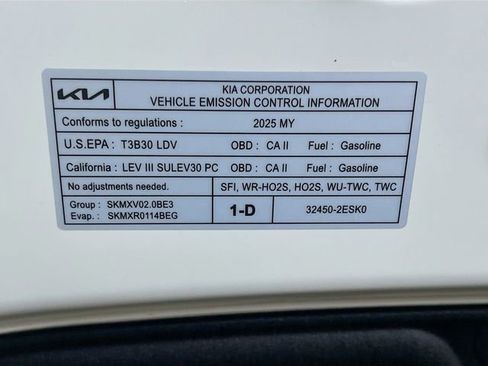 KIA
KIA CORPORATION
VEHICLE EMISSION CONTROL INFORMATION
Conforms to regulations : 2025 MY
U.S.EPA : T3B30 LDV OBD : CA II Fuel : Gasoline
California : LEV III SULEV30 PC OBD : CA II Fuel : Gasoline
No adjustments needed. SFI, WR-HO2S, HO2S, WU-TWC, TWC
Group : SKMXV02.0BE3
Evap. : SKMXR0114BEG
1-D
32450-2ESK0